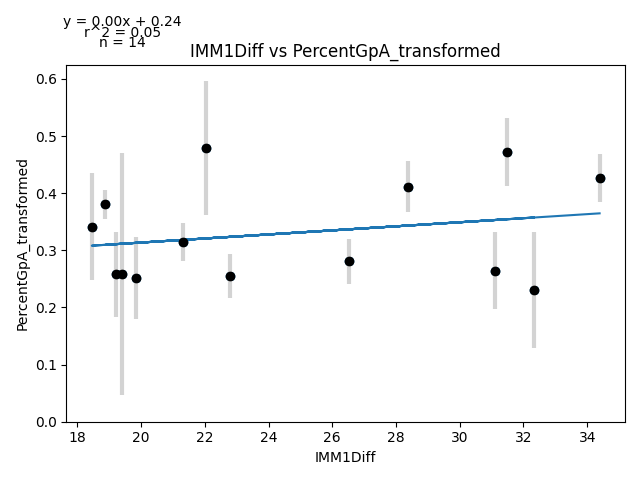 y = 0.00x + 0.24
r^2 = 0.05
n = 14
IMM1Diff vs PercentGpA_transformed
0.6
0.5
0.4
0.3
0.2
0.1
0.0
PercentGpA_transformed
18 20 22 24 26 28 30 32 34
IMM1Diff